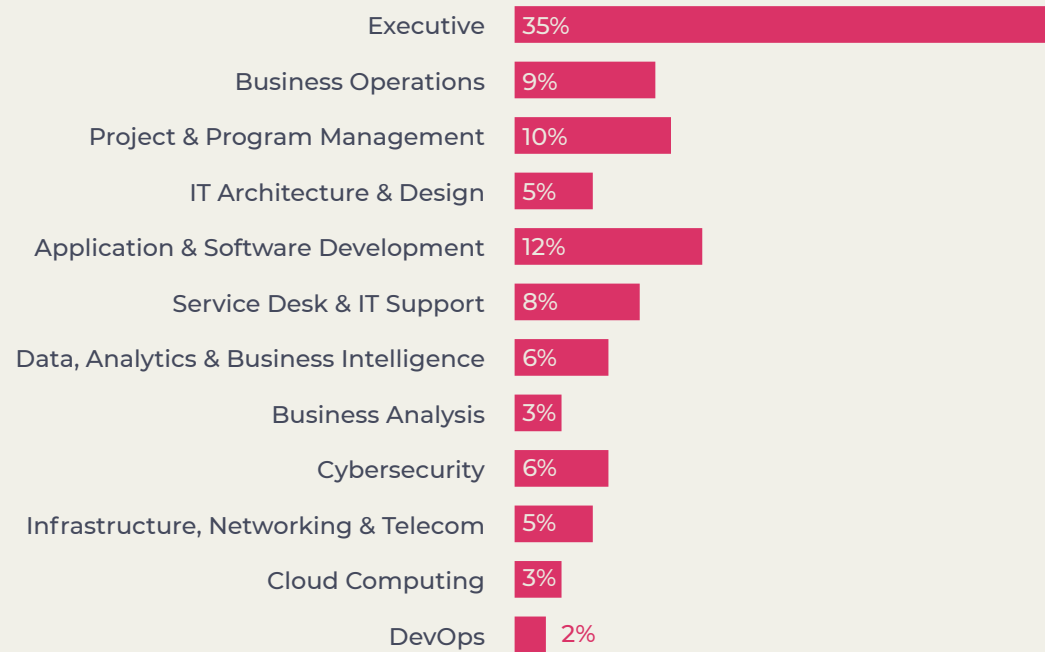 Executive 35%
Business Operations 9%
Project & Program Management 10%
IT Architecture & Design 5%
Application & Software Development 12%
Service Desk & IT Support 8%
Data, Analytics & Business Intelligence 6%
Business Analysis 3%
Cybersecurity 6%
Infrastructure, Networking & Telecom 5%
Cloud Computing 3%
DevOps 2%